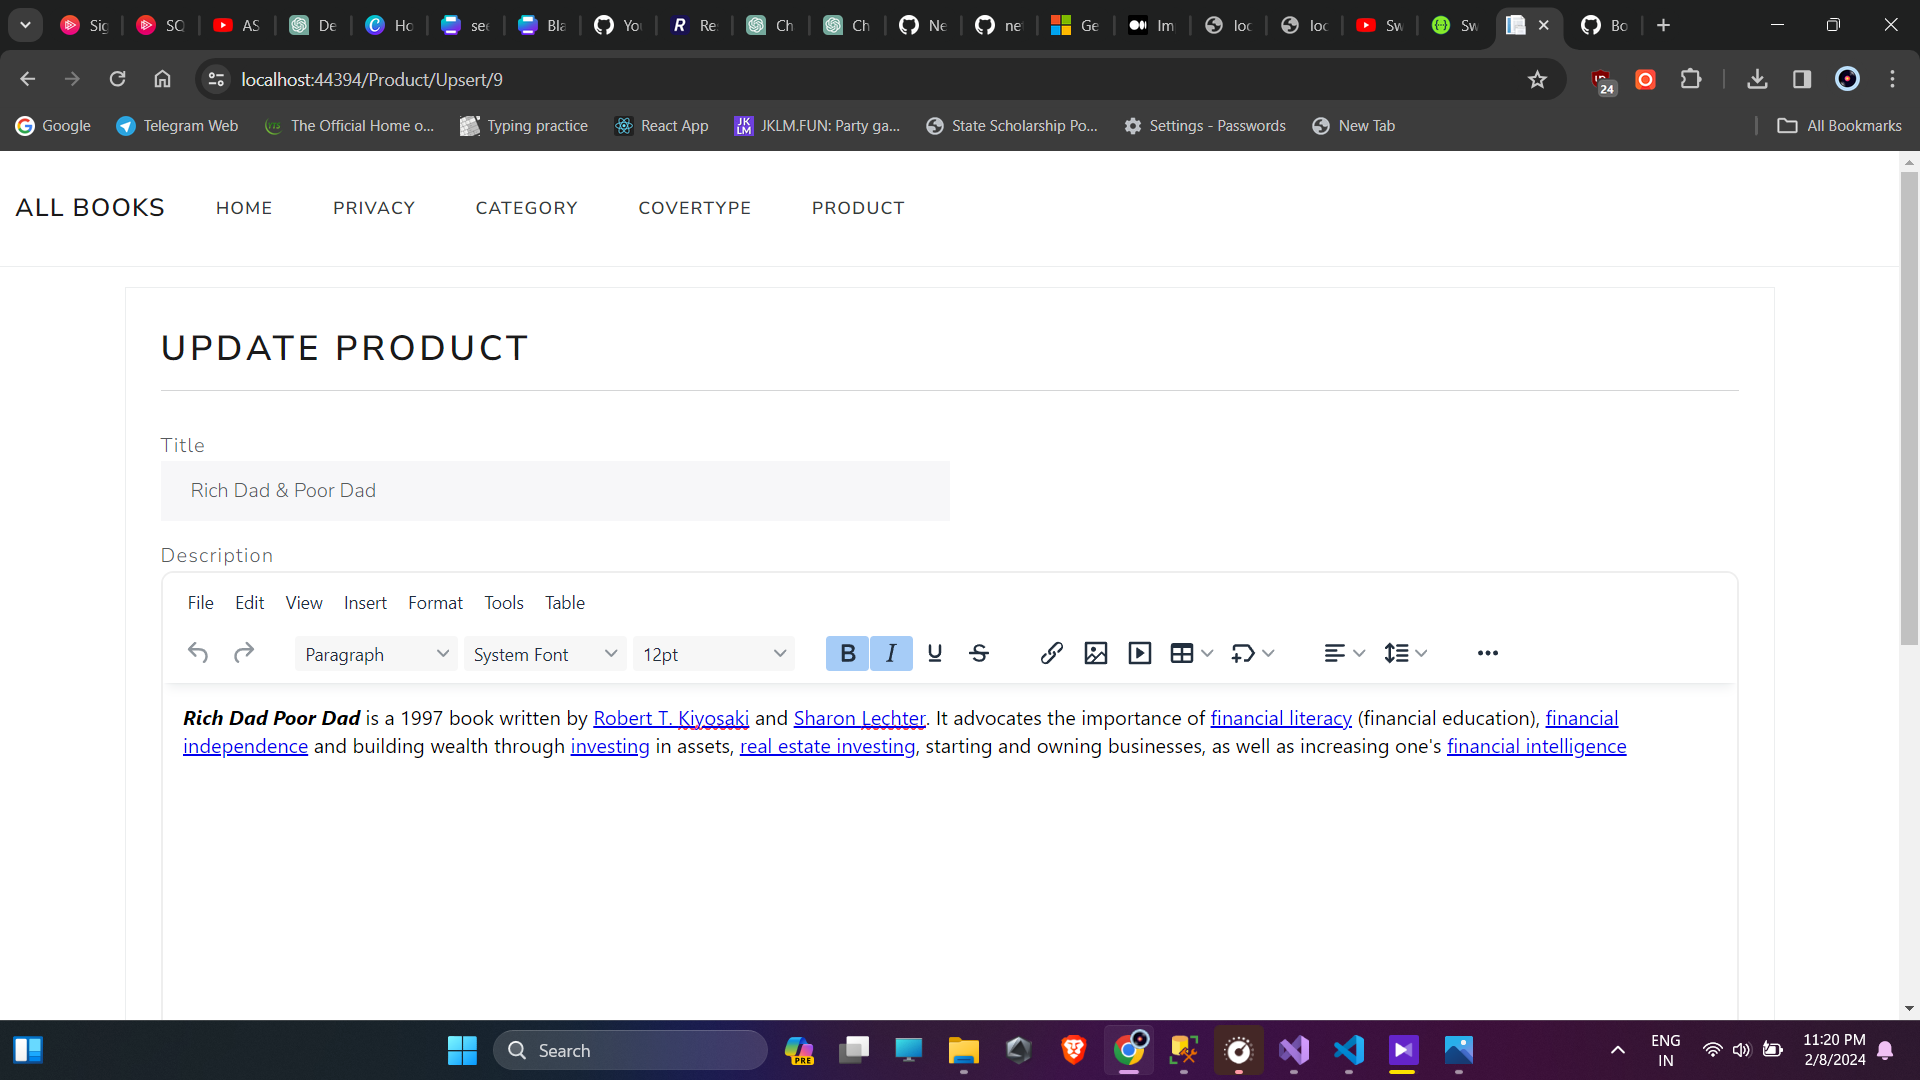 Sig SQ AS De Ho see Bla You Re: Ch Ch Ne net Ge Im loc loc Sw Sw Bo
localhost:44394/Product/Upsert/9
24
Google Telegram Web The Official Home o... Typing practice React App JKLM.FUN: Party ga... State Scholarship Po... Settings - Passwords New Tab All Bookmarks
ALL BOOKS HOME PRIVACY CATEGORY COVERTYPE PRODUCT
UPDATE PRODUCT
Title
Rich Dad & Poor Dad
Description
File Edit View Insert Format Tools Table
Paragraph System Font 12pt B I U S
Rich Dad Poor Dad is a 1997 book written by Robert T. Kiyosaki and Sharon Lechter. It advocates the importance of financial literacy (financial education), financial
independence and building wealth through investing in assets, real estate investing, starting and owning businesses, as well as increasing one's financial intelligence
Search
PRE
ENG
IN
11:20 PM
2/8/2024